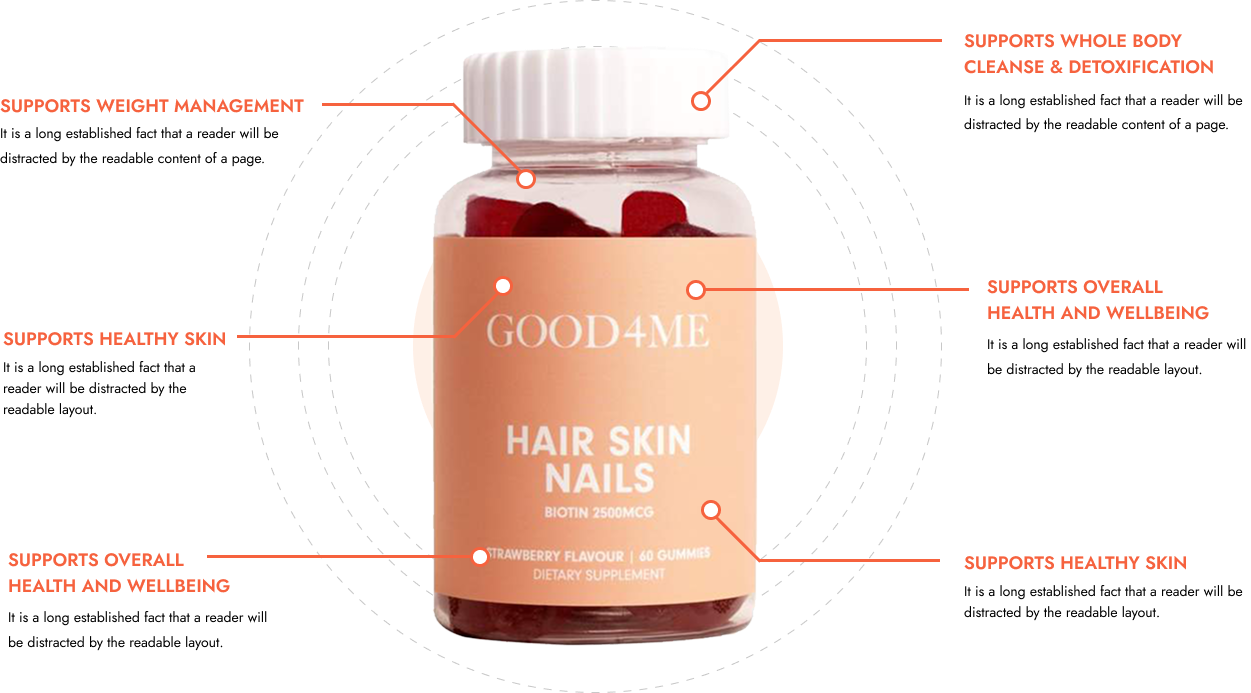 SUPPORTS WEIGHT MANAGEMENT
It is a long established fact that a reader will be
distracted by the readable content of a page.
SUPPORTS HEALTHY SKIN
It is a long established fact that a
reader will be distracted by the
readable layout.
SUPPORTS OVERALL
HEALTH AND WELLBEING
It is a long established fact that a reader will
be distracted by the readable layout.
GOOD4ME
HAIR SKIN
NAILS
BIOTIN 2500MCG
STRAWBERRY FLAVOUR | 60 GUMMIES
DIETARY SUPPLEMENT
SUPPORTS WHOLE BODY
CLEANSE & DETOXIFICATION
It is a long established fact that a reader will be
distracted by the readable content of a page.
SUPPORTS OVERALL
HEALTH AND WELLBEING
It is a long established fact that a reader will
be distracted by the readable layout.
SUPPORTS HEALTHY SKIN
It is a long established fact that a reader will be
distracted by the readable layout.